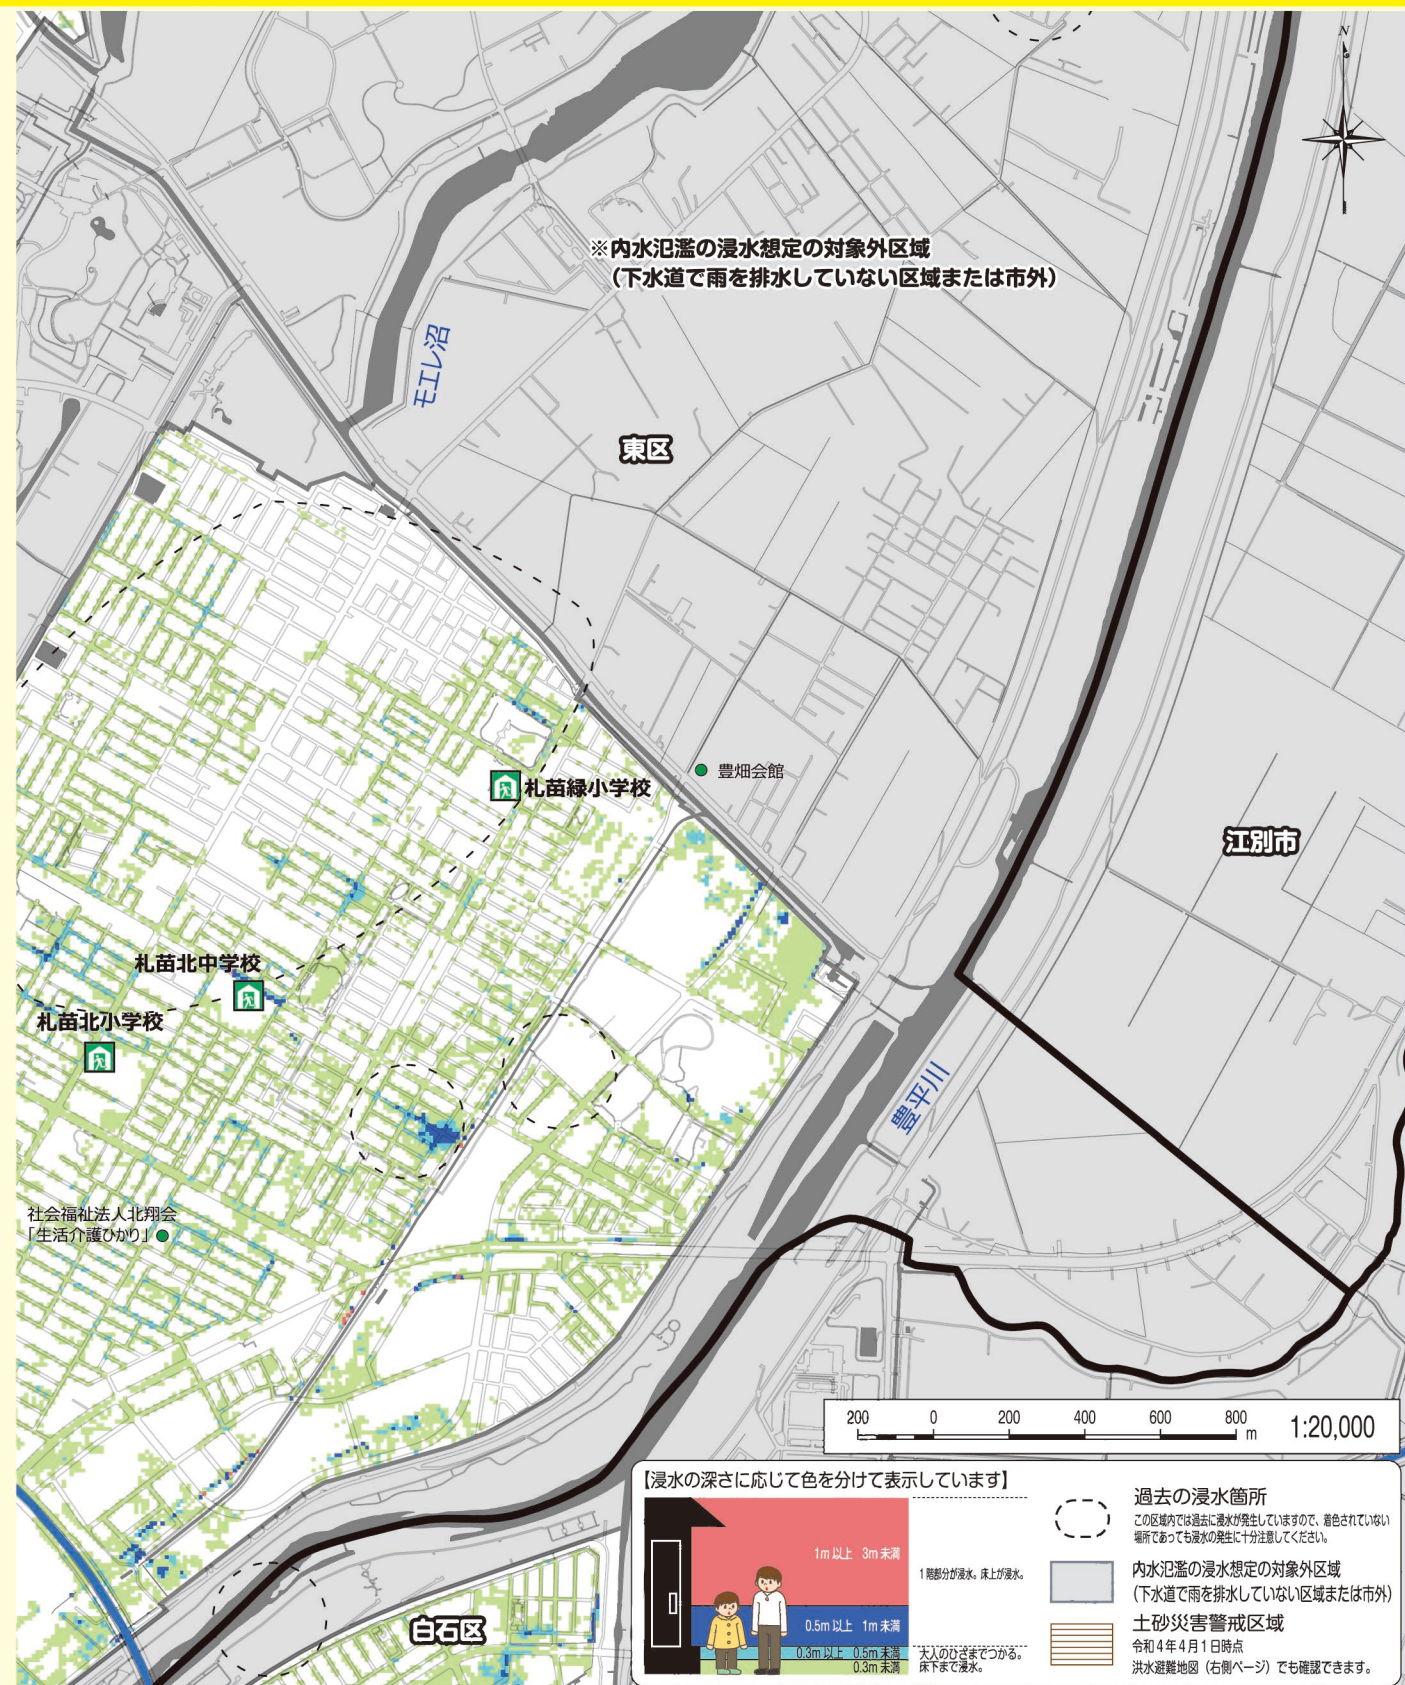 N
※内水氾濫の浸水想定の対象外区域
(下水道で雨を排水していない区域または市外)
モエレ沼
東区
豊畑会館
札苗緑小学校
江別市
札苗北中学校
札苗北小学校
豊平川
社会福祉法人北翔会
「生活介護ひかり」
200 0 200 400 600 800 m 1:20,000
【浸水の深さに応じて色を分けて表示しています】
1m以上 3m未満
1階部分が浸水。床上が浸水。
0.5m以上 1m未満
0.3m以上 0.5m未満
0.3m未満
大人のひざまでつかる。
床下まで浸水。
過去の浸水箇所
この区域内では過去に浸水が発生していますので、着色されていない
場所であっても浸水の発生に十分注意してください。
内水氾濫の浸水想定の対象外区域
(下水道で雨を排水していない区域または市外)
土砂災害警戒区域
令和4年4月1日時点
洪水避難地図（右側ページ）でも確認できます。
白石区